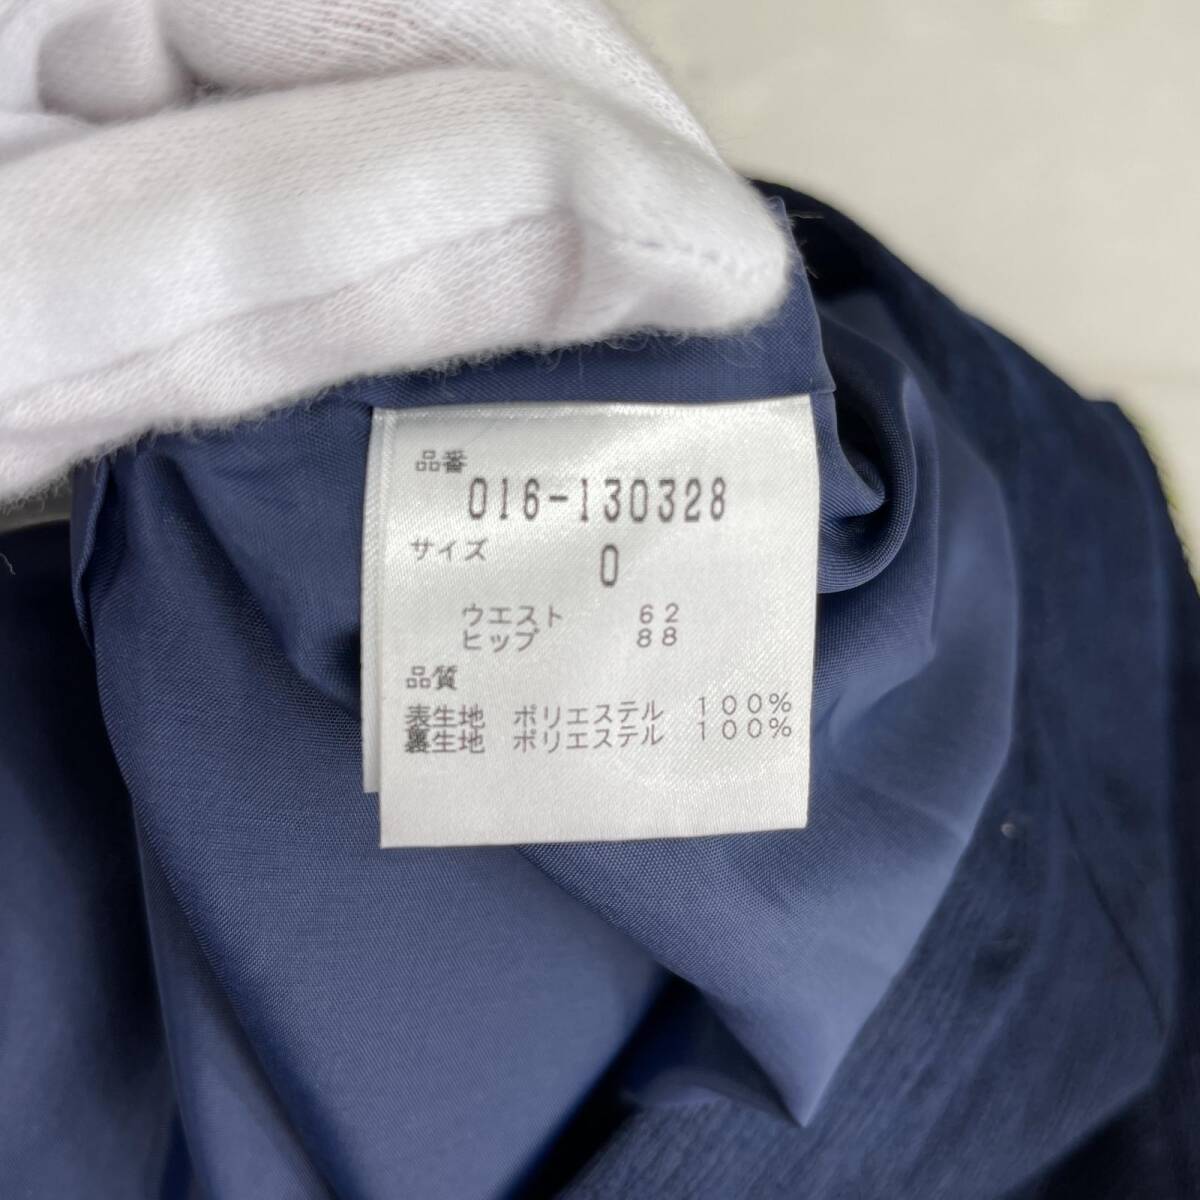 品番
016-130328
サイズ 0
ウエスト 62
ヒップ 88
品質
表生地 ポリエステル 100%
裏生地 ポリエステル 100%